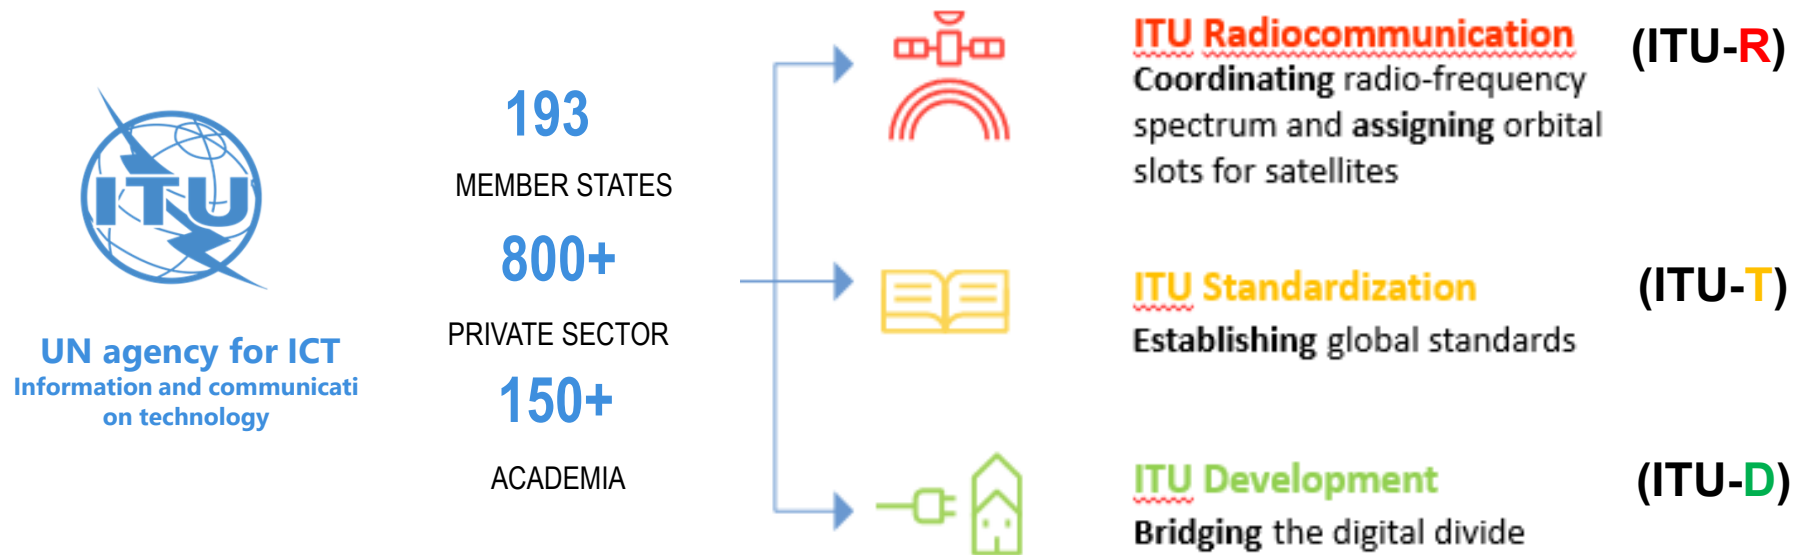 ITU
UN agency for ICT
Information and communicati
on technology
193
MEMBER STATES
800+
PRIVATE SECTOR
150+
ACADEMIA
ITU Radiocommunication (ITU-R)
Coordinating radio-frequency
spectrum and assigning orbital
slots for satellites
ITU Standardization (ITU-T)
Establishing global standards
ITU Development (ITU-D)
Bridging the digital divide